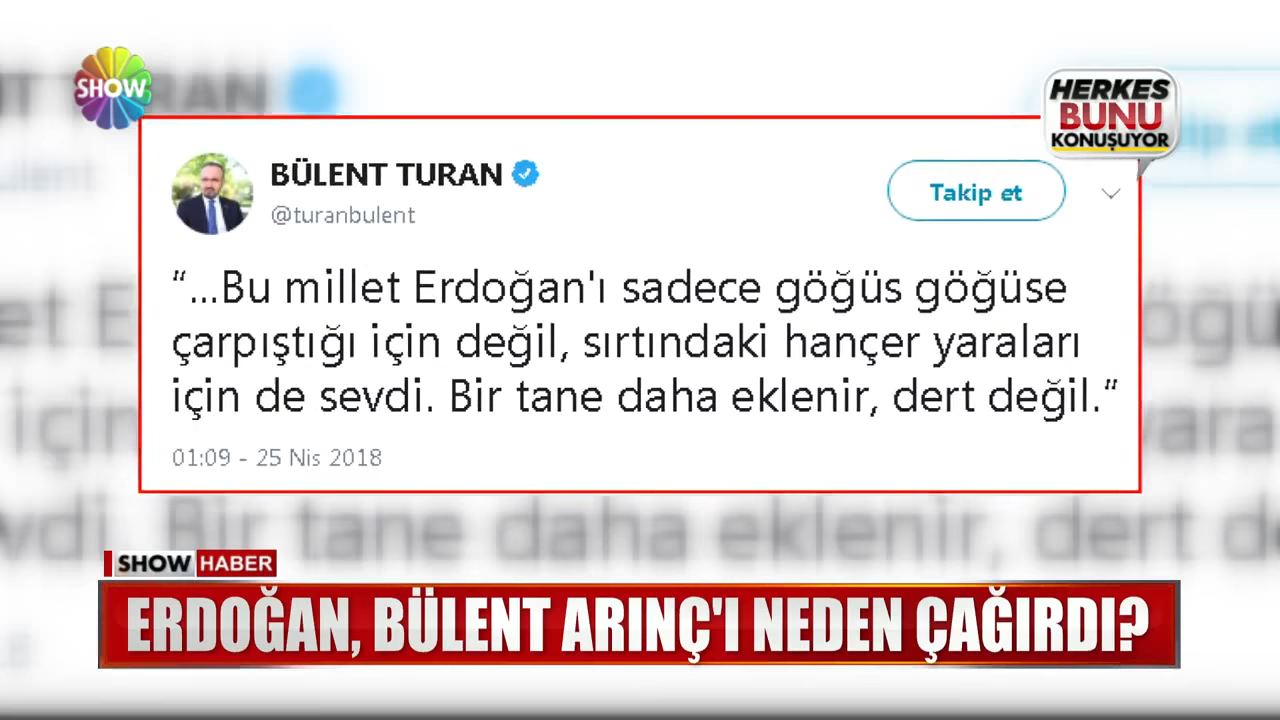 SHOW
HERKES
BUNU
KONUŞUYOR
BÜLENT TURAN
@turanbulent
Takip et
“...Bu millet Erdoğan'ı sadece göğüs göğüse
çarpıştığı için değil, sırtındaki hançer yaraları
için de sevdi. Bir tane daha eklenir, dert değil.“
01:09 - 25 Nis 2018
SHOW HABER
ERDOĞAN, BÜLENT ARINÇ'I NEDEN ÇAĞIRDI?